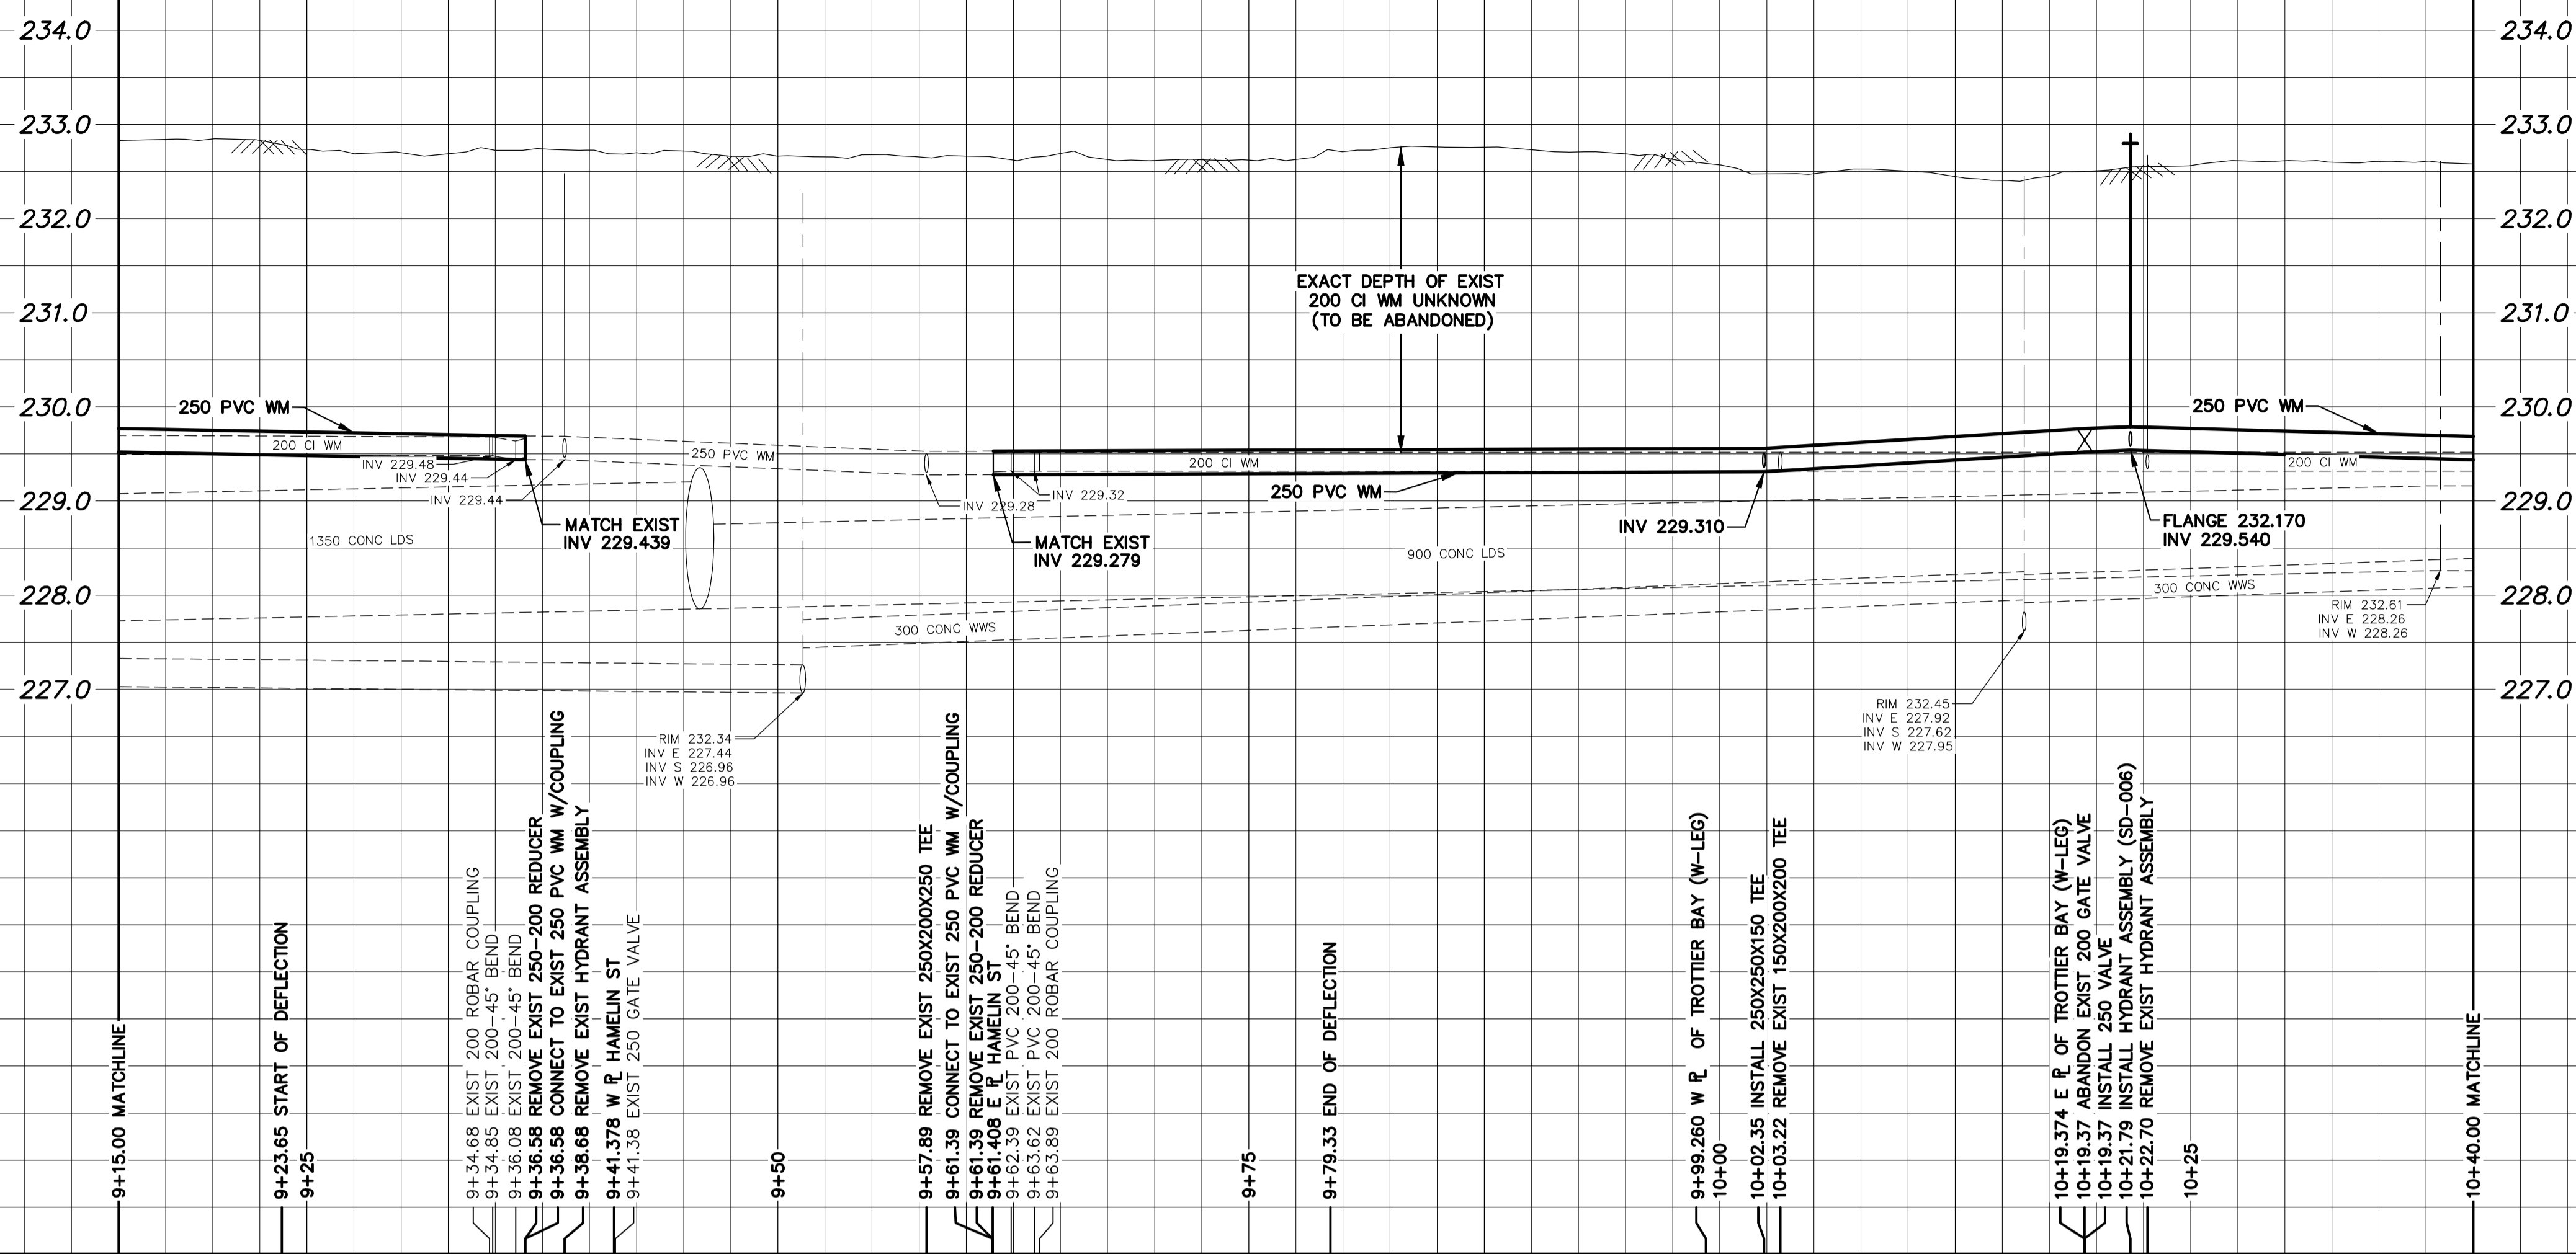 234.0
234.0
233.0
233.0
232.0
232.0
EXACT DEPTH OF EXIST
200 CI WM UNKNOWN
(TO BE ABANDONED)
231.0
231.0
230.0
250 PVC WM
250 PVC WM
230.0
200 CI WM
INV 229.48
INV 229.44
INV 229.44
250 PVC WM
200 CI WM
200 CI WM
INV 229.28
INV 229.32
250 PVC WM
229.0
229.0
MATCH EXIST
INV 229.439
MATCH EXIST
INV 229.279
INV 229.310
FLANGE 232.170
INV 229.540
1350 CONC LDS
900 CONC LDS
228.0
228.0
300 CONC WWS
300 CONC WWS
RIM 232.61
INV E 228.26
INV W 228.26
227.0
227.0
RIM 232.34
INV E 227.44
INV S 226.96
INV W 226.96
RIM 232.45
INV E 227.92
INV S 227.62
INV W 227.95
9+15.00 MATCHLINE
9+23.65 START OF DEFLECTION
9+25
9+34.68 EXIST 200 ROBAR COUPLING
9+34.85 EXIST 200-45° BEND
9+36.08 EXIST 200-45° BEND
9+36.58 REMOVE EXIST 250-200 REDUCER
9+36.58 CONNECT TO EXIST 250 PVC WM W/COUPLING
9+38.68 REMOVE EXIST HYDRANT ASSEMBLY
9+41.378 W PL HAMELIN ST
9+41.38 EXIST 250 GATE VALVE
9+50
9+57.89 REMOVE EXIST 250X200X250 TEE
9+61.39 CONNECT TO EXIST 250 PVC WM W/COUPLING
9+61.39 REMOVE EXIST 250-200 REDUCER
9+61.408 E PL HAMELIN ST
9+62.39 EXIST PVC 200-45° BEND
9+63.62 EXIST PVC 200-45° BEND
9+63.89 EXIST 200 ROBAR COUPLING
9+75
9+79.33 END OF DEFLECTION
9+99.260 W PL OF TROTTIER BAY (W-LEG)
10+00
10+02.35 INSTALL 250X250X150 TEE
10+03.22 REMOVE EXIST 150X200X200 TEE
10+19.374 E PL OF TROTTIER BAY (W-LEG)
10+19.37 ABANDON EXIST 200 GATE VALVE
10+19.37 INSTALL 250 VALVE
10+21.79 INSTALL HYDRANT ASSEMBLY (SD-006)
10+22.70 REMOVE EXIST HYDRANT ASSEMBLY
10+25
10+40.00 MATCHLINE